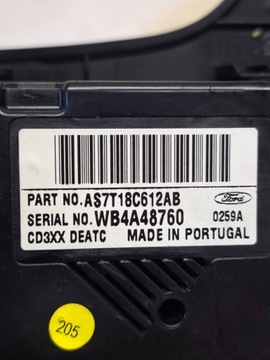 PART NO.AS7T18C612AB
Ford
SERIAL NO.WB4A48760 0259A
CD3XX DEATC MADE IN PORTUGAL
205